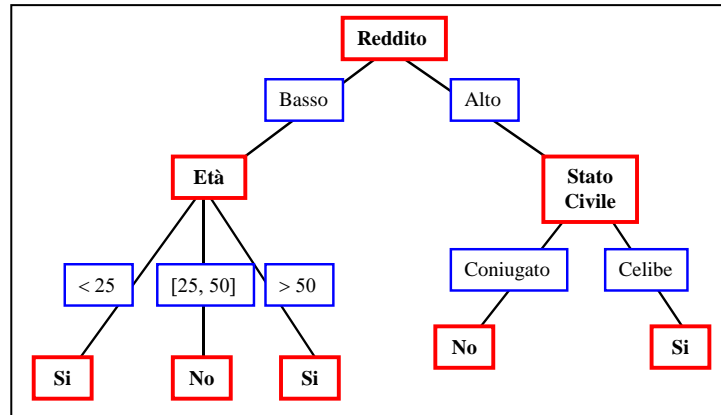 Reddito
Basso
Alto
Età
Stato
Civile
< 25
[25, 50]
> 50
Coniugato
Celibe
No
Si
Si
No
Si